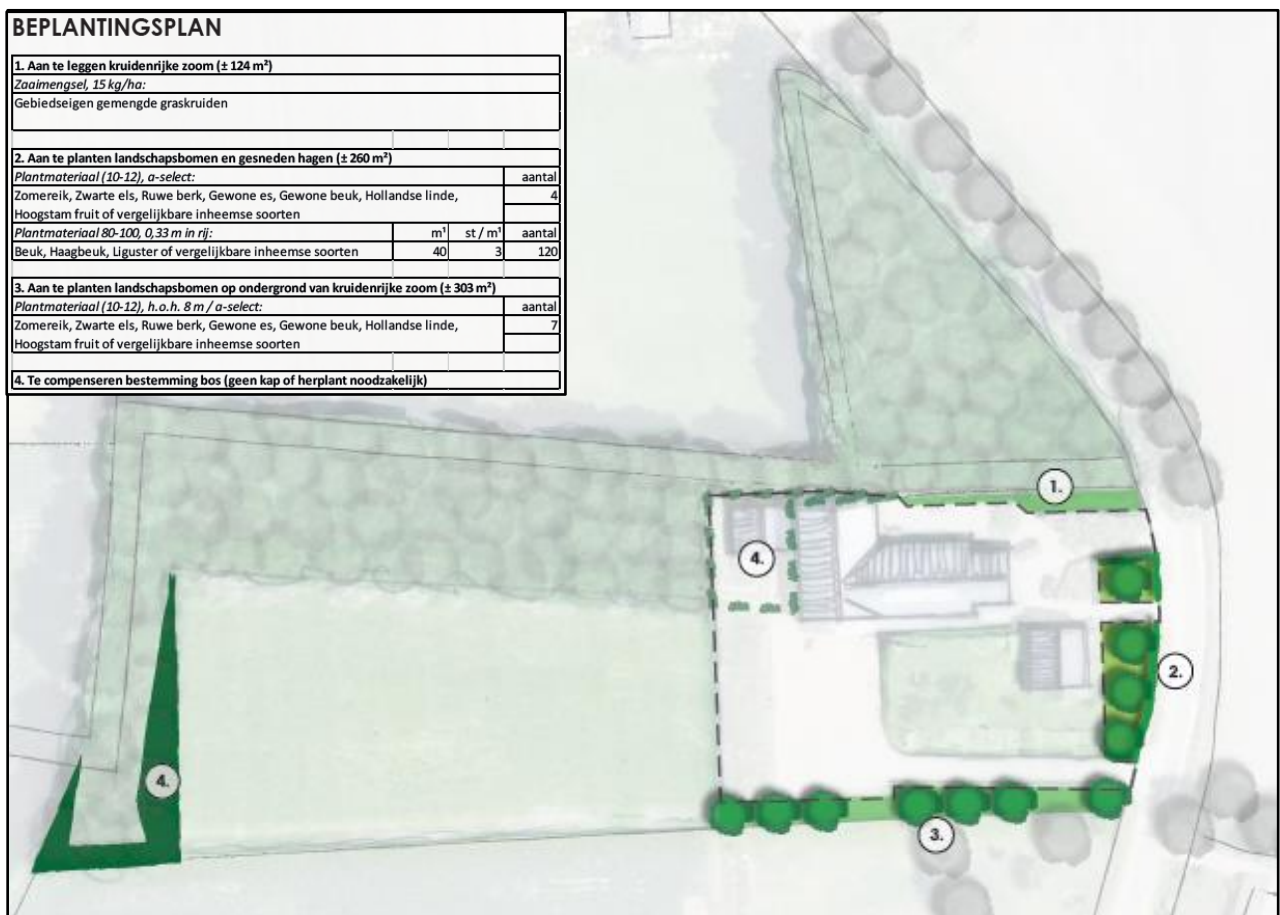 BEPLANTINGSPLAN
1. Aan te leggen kruidenrijke zoom (± 124 m²)
Zaaimengsel, 15 kg/ha:
Gebiedseigen gemengde graskruiden
2. Aan te planten landschapsbomen en gesneden hagen (± 260 m²)
Plantmateriaal (10-12), a-select: aantal
Zomereik, Zwarte els, Ruwe berk, Gewone es, Gewone beuk, Hollandse linde, 4
Hoogstam fruit of vergelijkbare inheemse soorten
Plantmateriaal 80-100, 0,33 m in rij: m¹ st / m¹ aantal
Beuk, Haagbeuk, Liguster of vergelijkbare inheemse soorten 40 3 120
3. Aan te planten landschapsbomen op ondergrond van kruidenrijke zoom (± 303 m²)
Plantmateriaal (10-12), h.o.h. 8 m / a-select: aantal
Zomereik, Zwarte els, Ruwe berk, Gewone es, Gewone beuk, Hollandse linde, 7
Hoogstam fruit of vergelijkbare inheemse soorten
4. Te compenseren bestemming bos (geen kap of herplant noodzakelijk)
1.
4.
2.
4.
3.